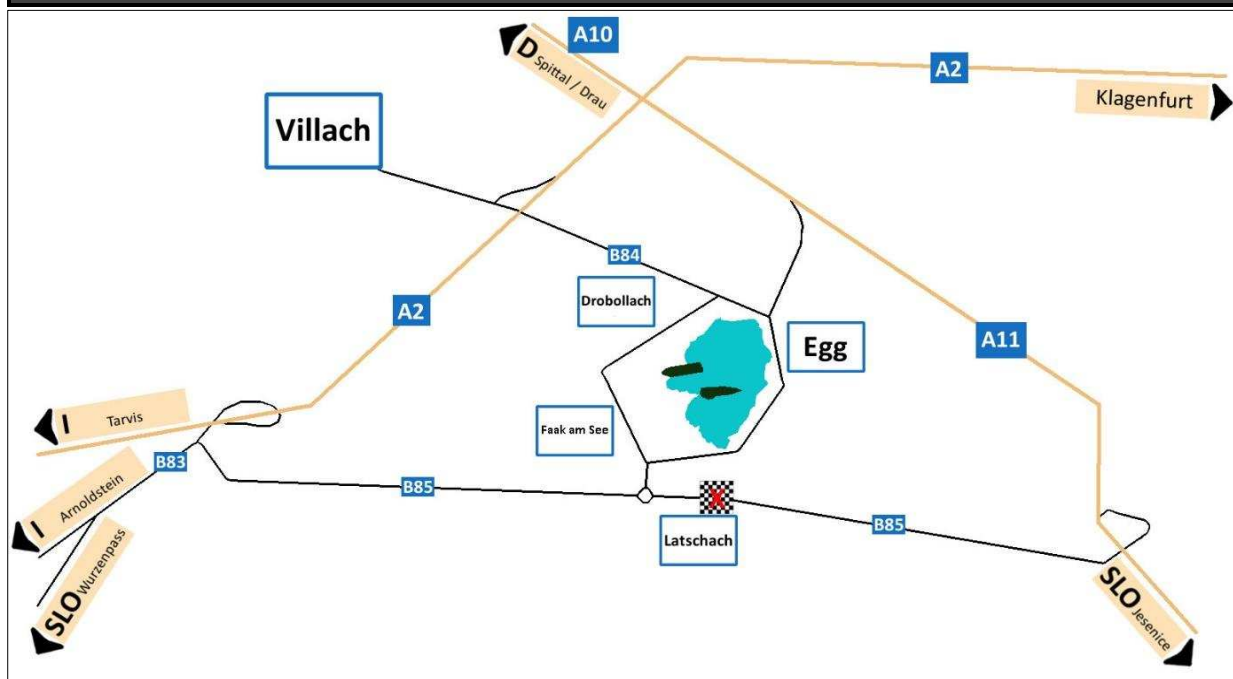 A10
D Spittal / Drau
A2
Klagenfurt
Villach
B84
Drobollach
A2
Egg
A11
I Tarvis
Faak am See
B83
B85
I Arnoldstein
X
Latschach
B85
SLO Wurzenpass
SLO Jesenice